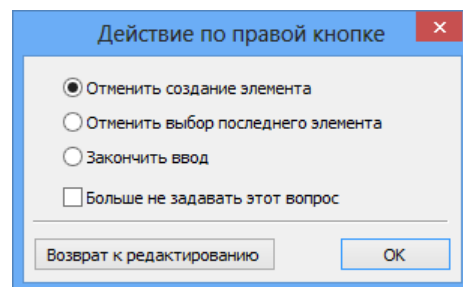 Действие по правой кнопке
Отменить создание элемента
Отменить выбор последнего элемента
Закончить ввод
Больше не задавать этот вопрос
Возврат к редактированию
ОК